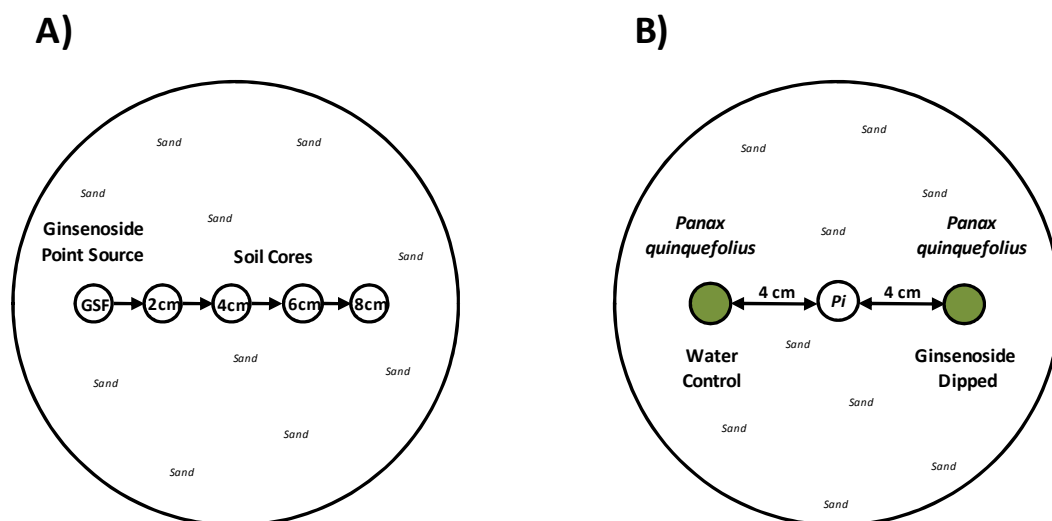 A)
Sand
Sand
Sand
Sand
Ginsenoside
Point Source
Soil Cores
Sand
GSF
2cm
4cm
6cm
8cm
Sand
Sand
Sand
Sand
Sand
B)
Sand
Sand
Sand
Panax
quinquefolius
Panax
quinquefolius
Sand
4 cm
Pi
4 cm
Sand
Water
Control
Ginsenoside
Dipped
Sand
Sand
Sand
Sand